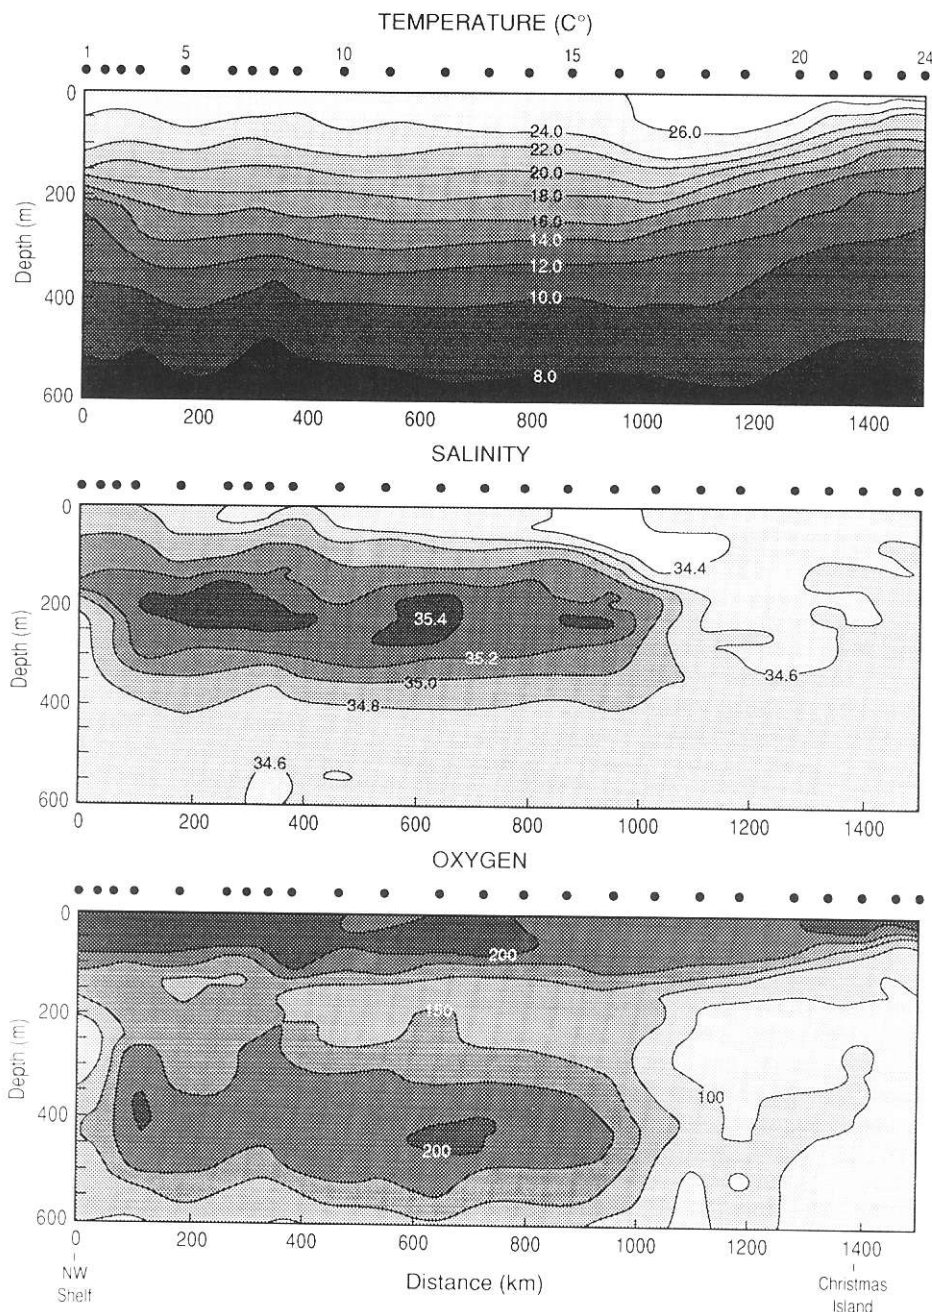 TEMPERATURE (C°)
1 5 10 15 20 24
0
24.0
26.0
22.0
20.0
200
18.0
16.0
14.0
12.0
400
10.0
8.0
600
Depth (m)
0 200 400 600 800 1000 1200 1400
SALINITY
0
34.4
200
35.4
35.2
34.6
35.0
400
34.8
34.6
600
Depth (m)
0 200 400 600 800 1000 1200 1400
OXYGEN
0
200
200
150
100
400
200
600
Depth (m)
0 200 400 600 800 1000 1200 1400
NW
Shelf
Distance (km)
Christmas
Island